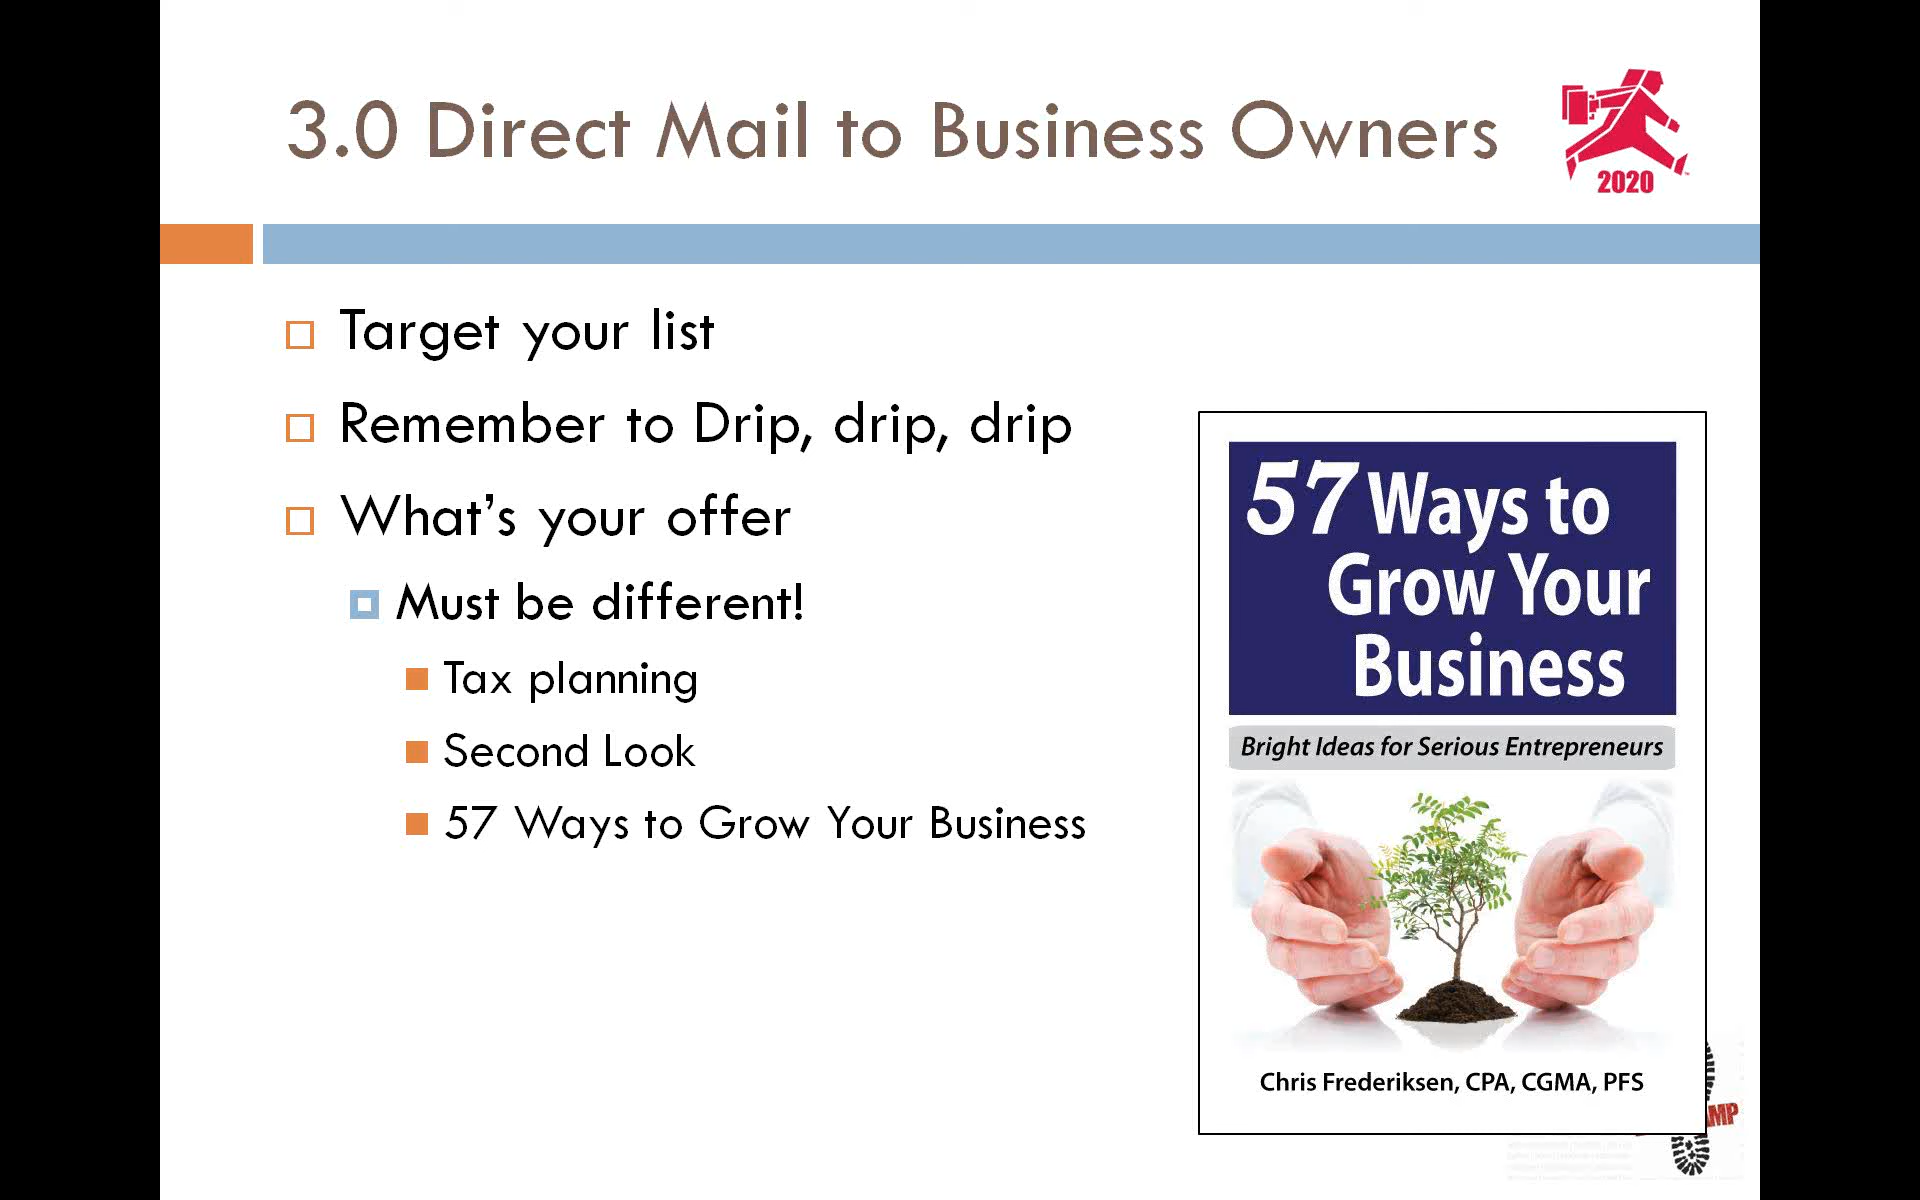 3.0 Direct Mail to Business Owners
2020
Target your list
Remember to Drip, drip, drip
What's your offer
Must be different!
Tax planning
Second Look
57 Ways to Grow Your Business
57 Ways to
Grow Your
Business
Bright Ideas for Serious Entrepreneurs
Chris Frederiksen, CPA, CGMA, PFS